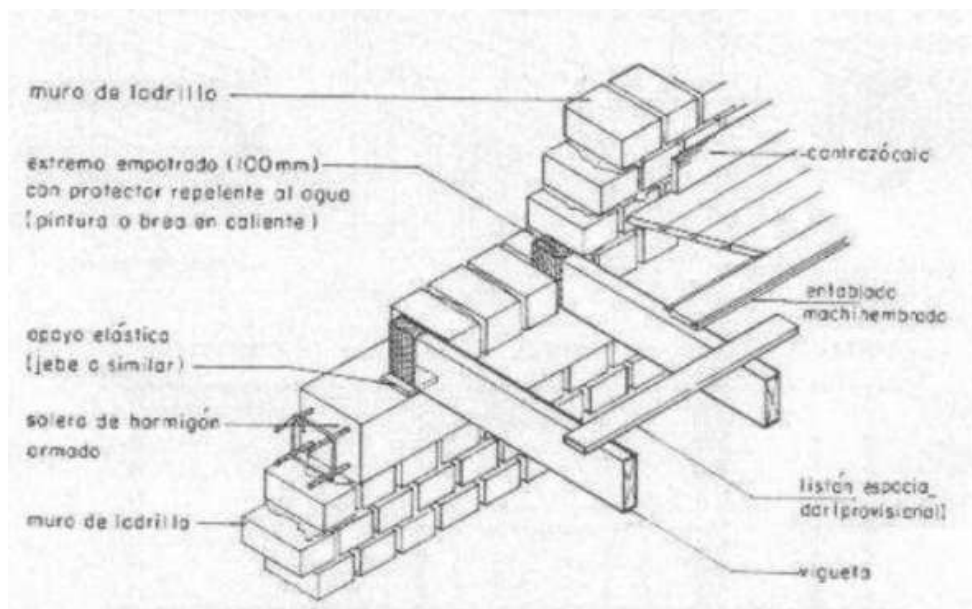 muro de ladrillo
extremo empotrado (100mm)
con protector repelente al agua
(pintura o brea en caliente)
apoyo elástico
(jebe o similar)
solera de hormigón
armado
muro de ladrillo
contrazócalo
entablado
machihembrado
listón espacia_
dor (provisional)
vigueta